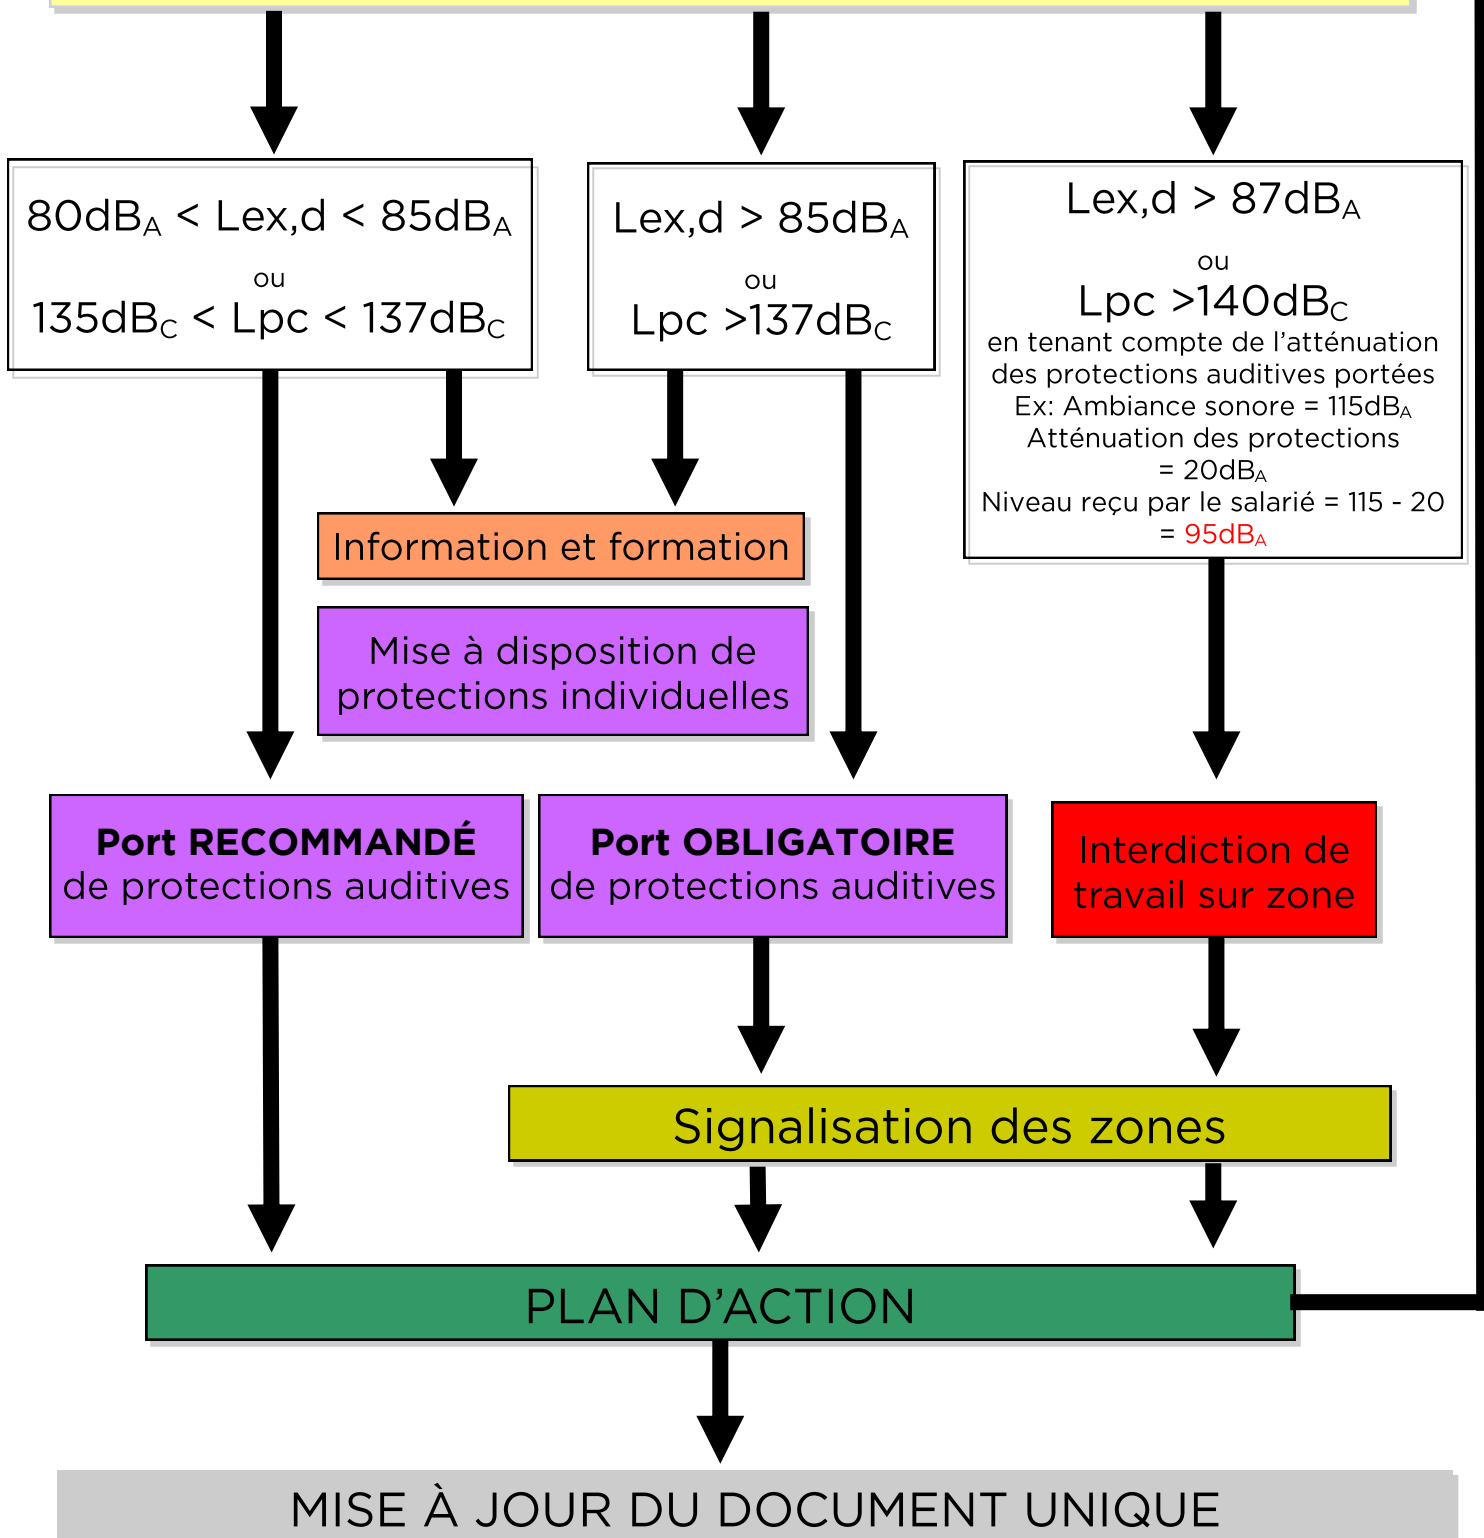 80dBA < Lex,d < 85dBA
ou
135dBC < Lpc < 137dBC
Lex,d > 85dBA
ou
Lpc >137dBC
Lex,d > 87dBA
ou
Lpc >140dBC
en tenant compte de l’atténuation
des protections auditives portées
Ex: Ambiance sonore = 115dBA
Atténuation des protections
= 20dBA
Niveau reçu par le salarié = 115 - 20
= 95dBA
Information et formation
Mise à disposition de
protections individuelles
Port RECOMMANDÉ
de protections auditives
Port OBLIGATOIRE
de protections auditives
Interdiction de
travail sur zone
Signalisation des zones
PLAN D’ACTION
MISE À JOUR DU DOCUMENT UNIQUE